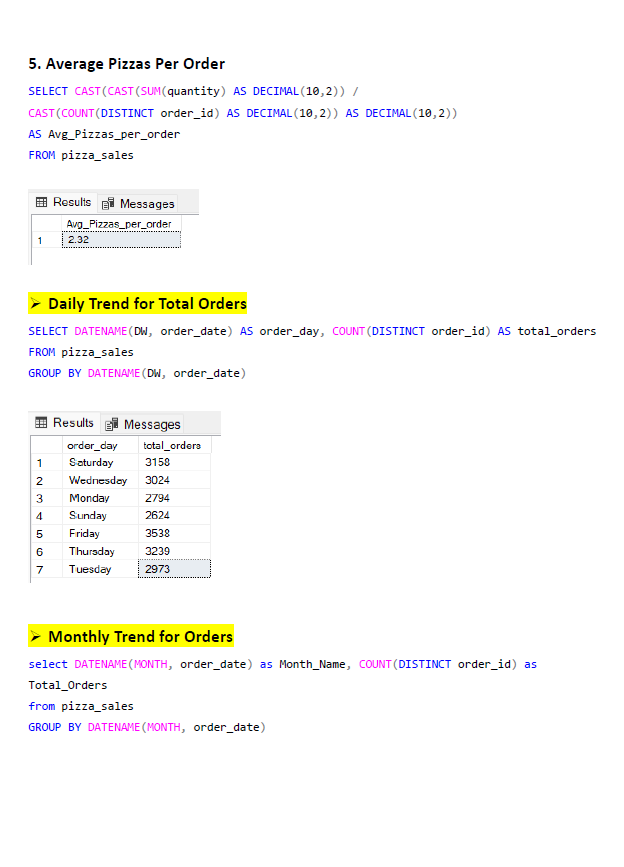 5. Average Pizzas Per Order
SELECT CAST(CAST(SUM(quantity) AS DECIMAL(10,2)) /
CAST(COUNT(DISTINCT order_id) AS DECIMAL(10,2)) AS DECIMAL(10,2))
AS Avg_Pizzas_per_order
FROM pizza_sales
Results Messages
Avg_Pizzas_per_order
1 2.32
➢ Daily Trend for Total Orders
SELECT DATENAME(DW, order_date) AS order_day, COUNT(DISTINCT order_id) AS total_orders
FROM pizza_sales
GROUP BY DATENAME(DW, order_date)
Results Messages
order_day total_orders
1 Saturday 3158
2 Wednesday 3024
3 Monday 2794
4 Sunday 2624
5 Friday 3538
6 Thursday 3239
7 Tuesday 2973
➢ Monthly Trend for Orders
select DATENAME(MONTH, order_date) as Month_Name, COUNT(DISTINCT order_id) as
Total_Orders
from pizza_sales
GROUP BY DATENAME(MONTH, order_date)